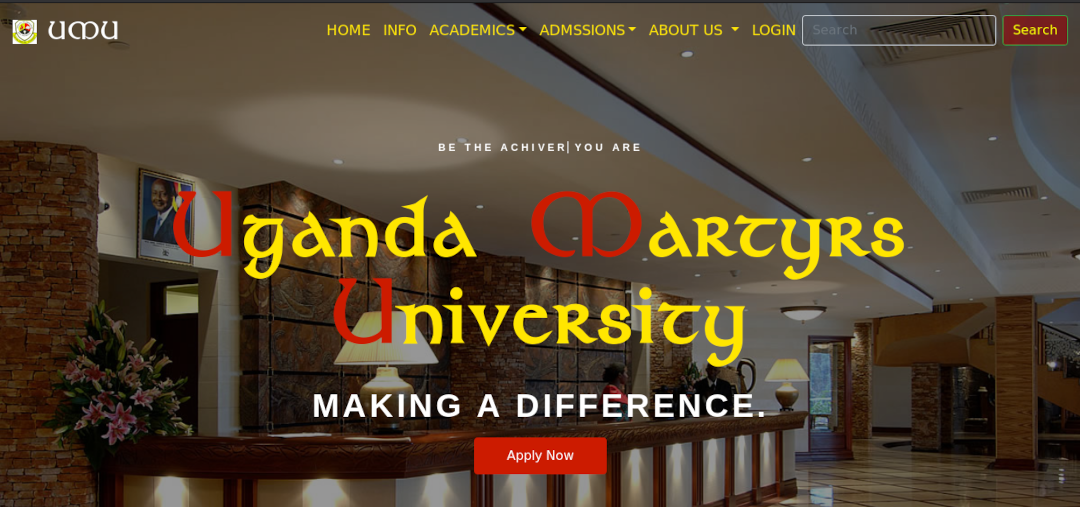 UMU
HOME INFO ACADEMICS ADMSSIONS ABOUT US LOGIN Search Search
BE THE ACHIVER| YOU ARE
Uganda Martyrs
University
MAKING A DIFFERENCE.
Apply Now